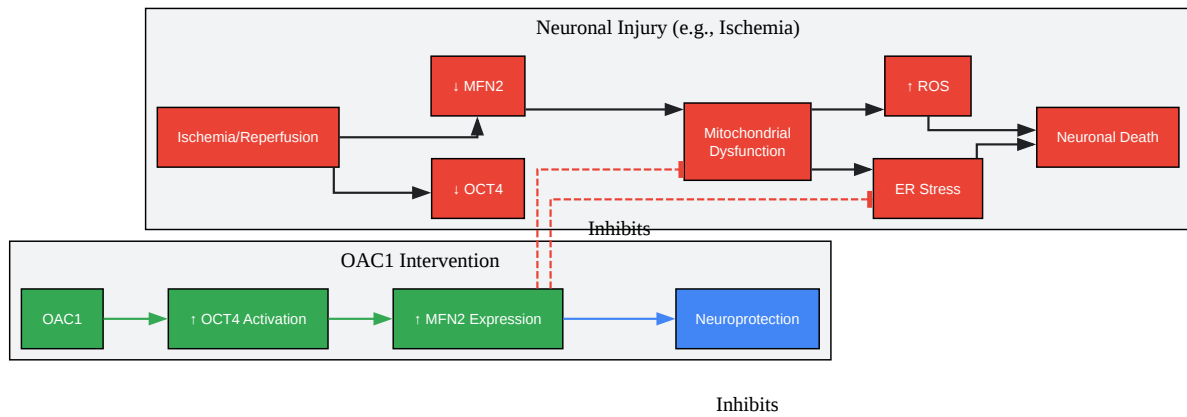 Neuronal Injury (e.g., Ischemia)
↓ MFN2
↑ ROS
Ischemia/Reperfusion
Mitochondrial
Dysfunction
Neuronal Death
↓ OCT4
ER Stress
Inhibits
OAC1 Intervention
OAC1
↑ OCT4 Activation
↑ MFN2 Expression
Neuroprotection
Inhibits